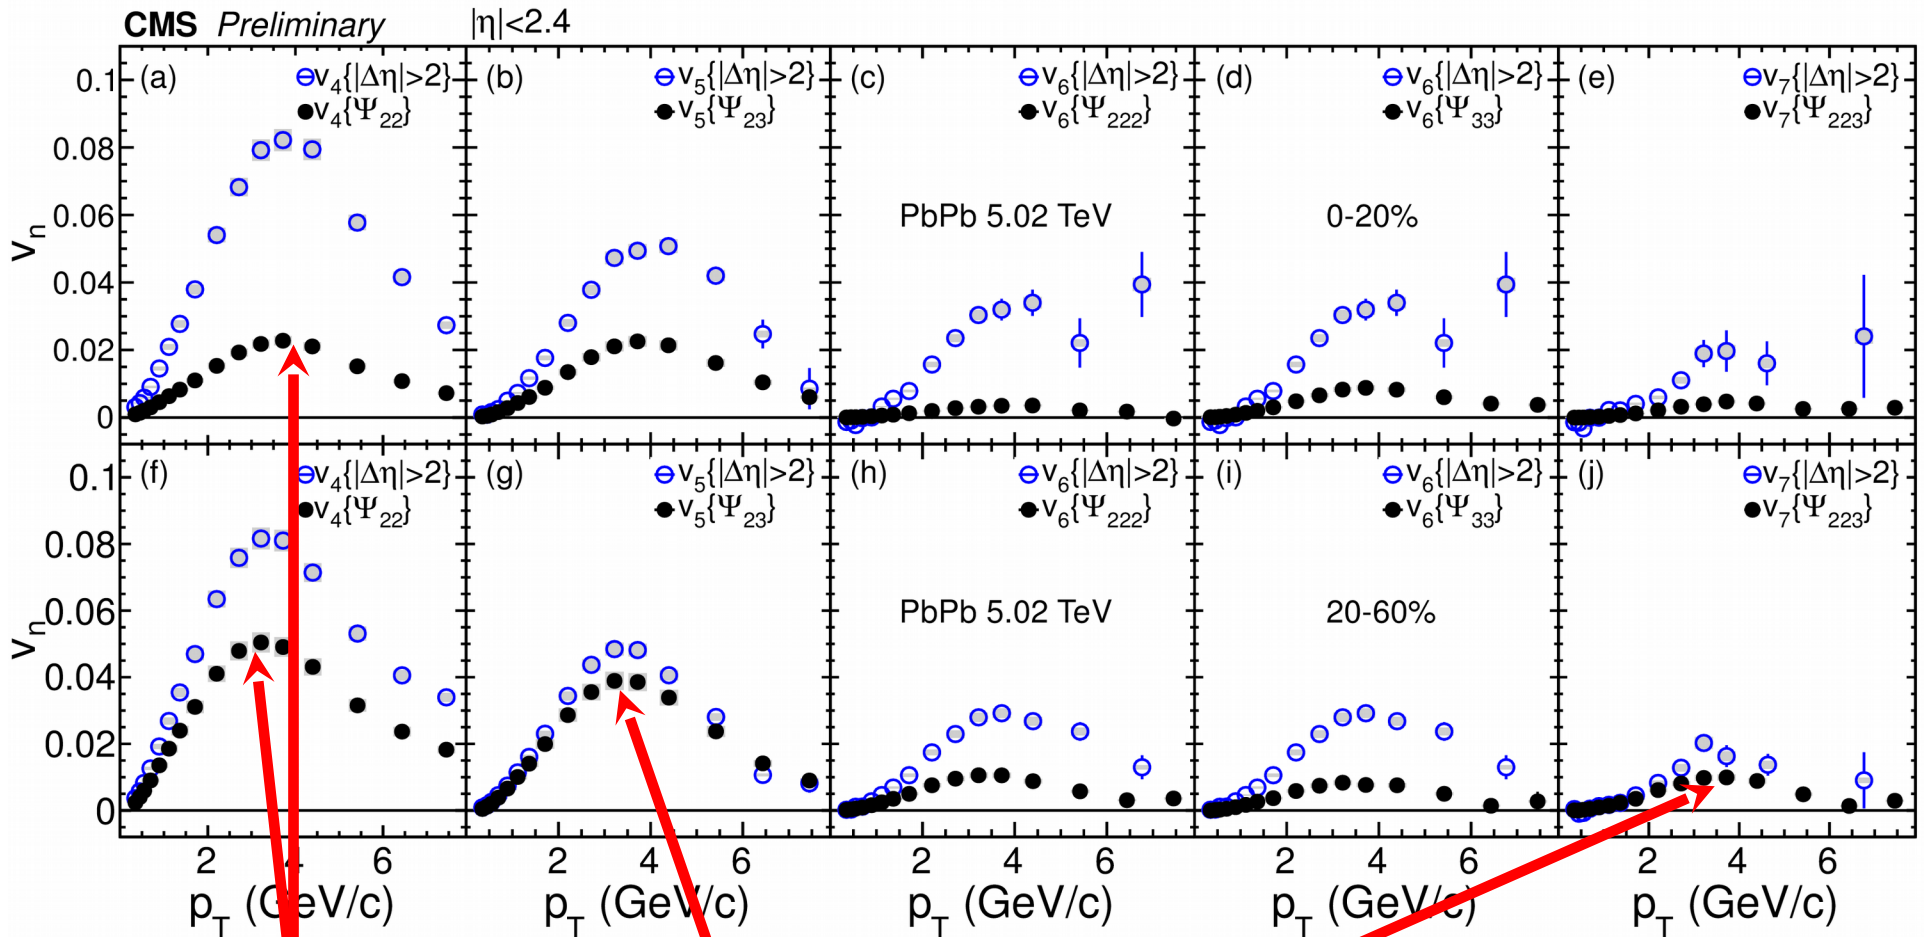 CMS Preliminary |η|<2.4
(a) v4{|Δη|>2} (b) v5{|Δη|>2} (c) v6{|Δη|>2} (d) v6{|Δη|>2} (e) v7{|Δη|>2}
v4{Ψ22} v5{Ψ23} v6{Ψ222} v6{Ψ33} v7{Ψ223}
0.1
0.08
0.06 PbPb 5.02 TeV 0-20%
vn
0.04
0.02
0
(f) v4{|Δη|>2} (g) v5{|Δη|>2} (h) v6{|Δη|>2} (i) v6{|Δη|>2} (j) v7{|Δη|>2}
0.1
v4{Ψ22} v5{Ψ23} v6{Ψ222} v6{Ψ33} v7{Ψ223}
0.08
0.06 PbPb 5.02 TeV 20-60%
vn
0.04
0.02
0
2 4 6 2 4 6 2 4 6 2 4 6 2 4 6
pT (GeV/c) pT (GeV/c) pT (GeV/c) pT (GeV/c) pT (GeV/c)